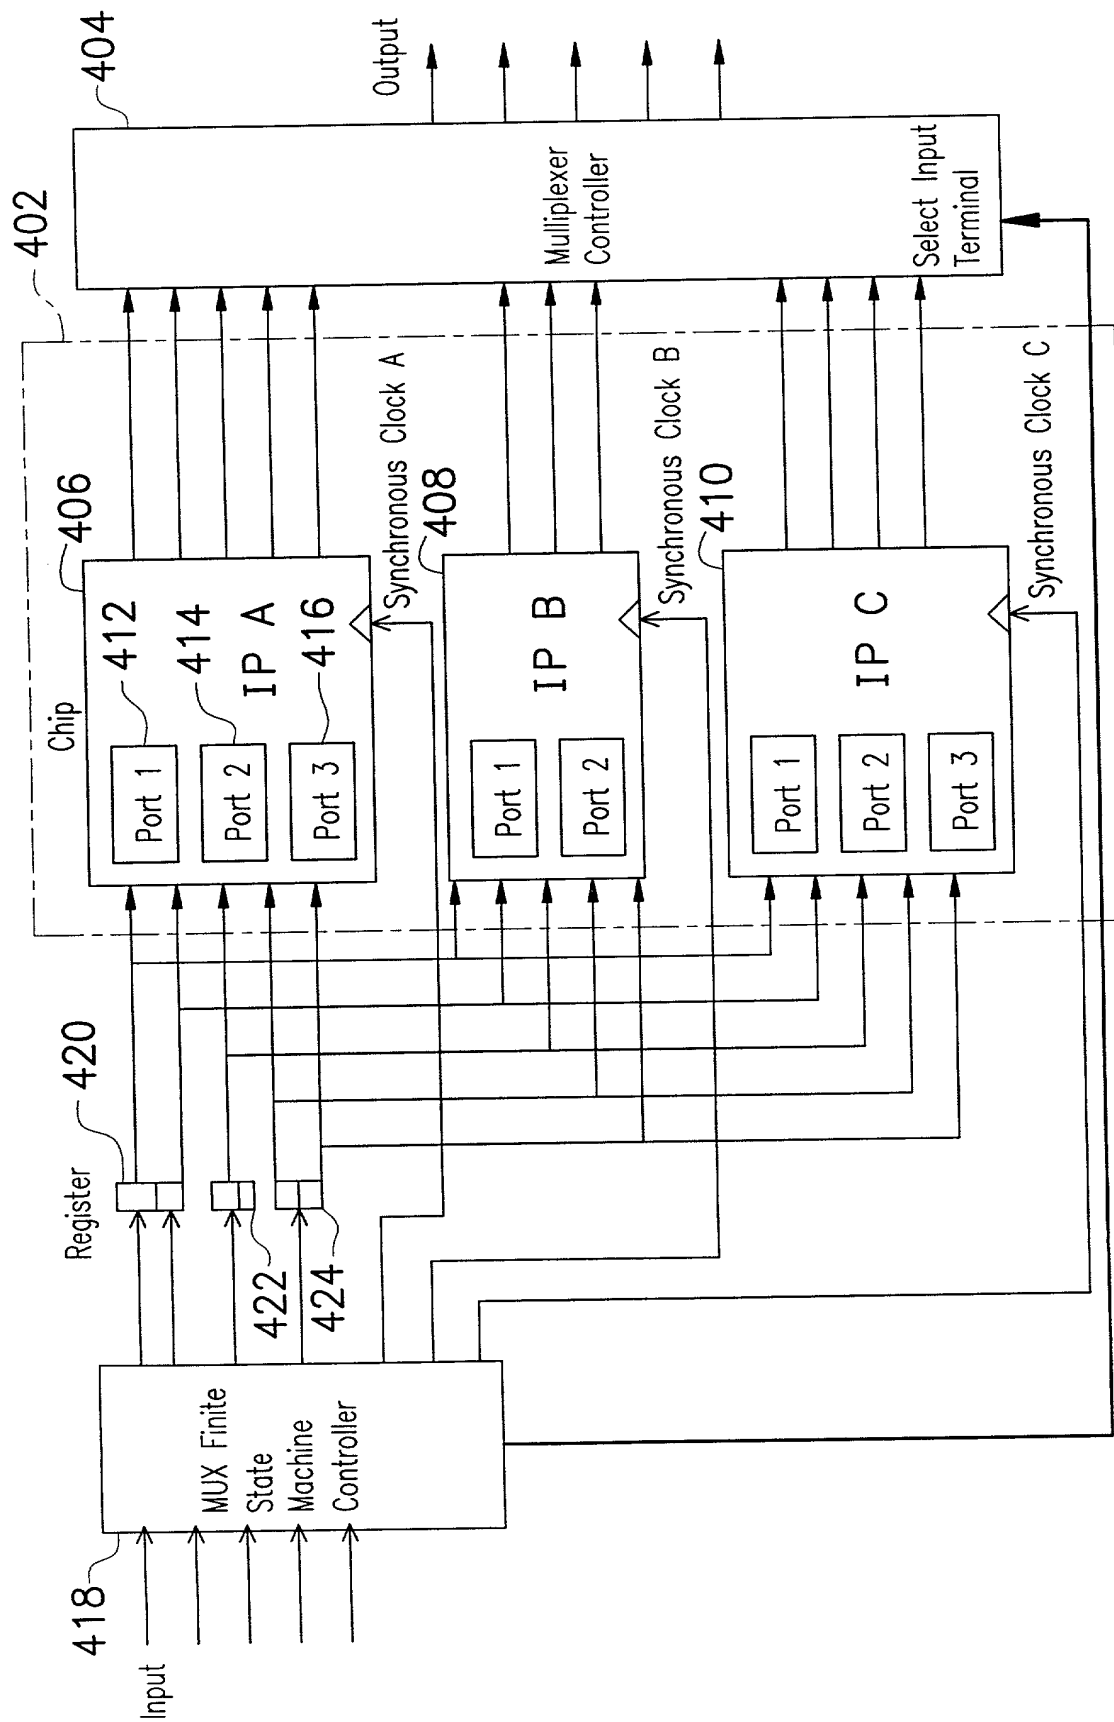 Input
418
MUX Finite
State
Machine
Controller
Register
420
422
424
Chip
402
406
412
Port 1
414
Port 2
416
Port 3
IP A
Synchronous Clock A
408
Port 1
Port 2
IP B
Synchronous Clock B
410
Port 1
Port 2
Port 3
IP C
Synchronous Clock C
404
Mulliplexer
Controller
Select Input
Terminal
Output